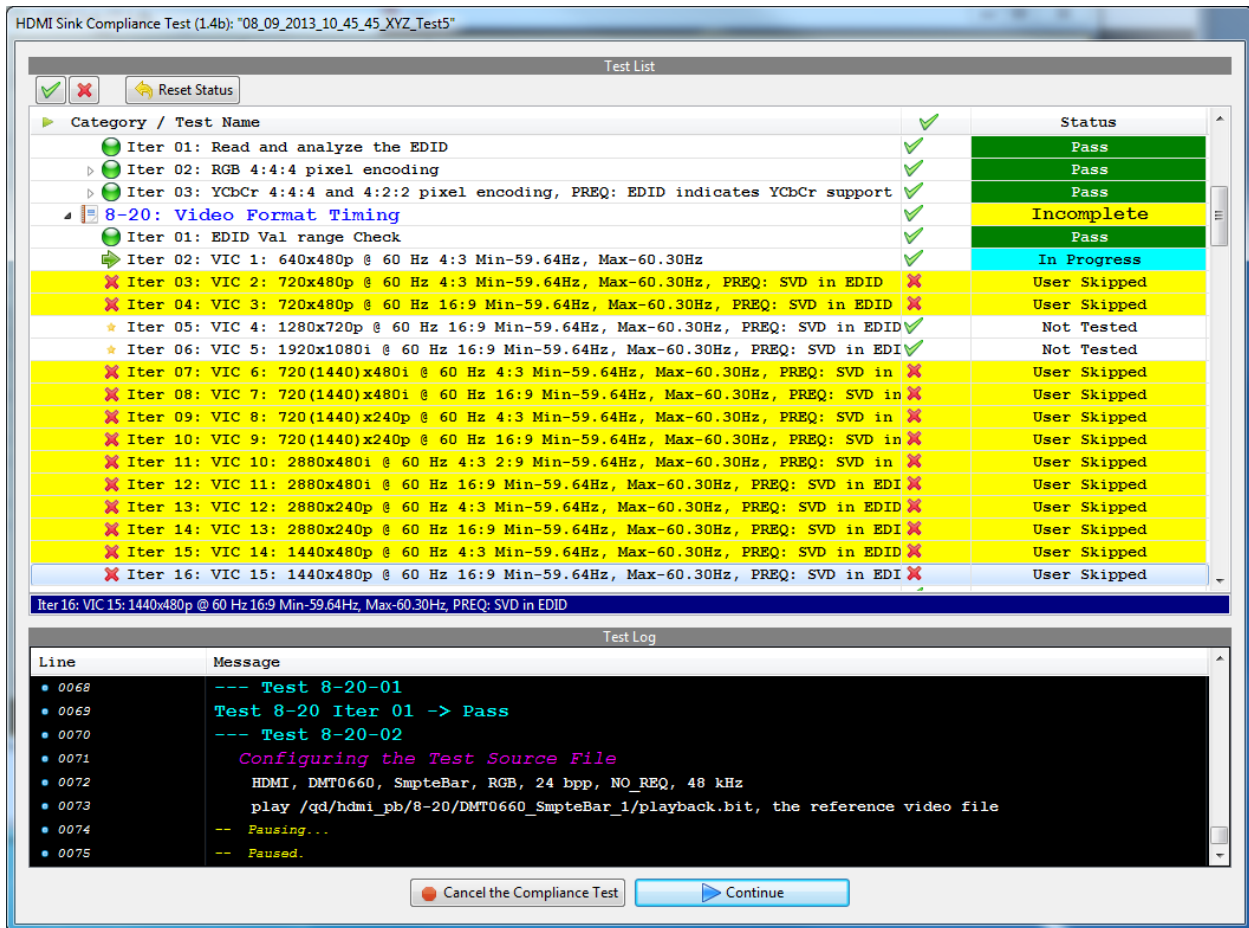 HDMI Sink Compliance Test (1.4b): "08_09_2013_10_45_45_XYZ_Test5"
Test List
Reset Status
Category / Test Name Status
Iter 01: Read and analyze the EDID Pass
Iter 02: RGB 4:4:4 pixel encoding Pass
Iter 03: YCbCr 4:4:4 and 4:2:2 pixel encoding, PREQ: EDID indicates YCbCr support Pass
8-20: Video Format Timing Incomplete
Iter 01: EDID Val range Check Pass
Iter 02: VIC 1: 640x480p @ 60 Hz 4:3 Min-59.64Hz, Max-60.30Hz In Progress
Iter 03: VIC 2: 720x480p @ 60 Hz 4:3 Min-59.64Hz, Max-60.30Hz, PREQ: SVD in EDID User Skipped
Iter 04: VIC 3: 720x480p @ 60 Hz 16:9 Min-59.64Hz, Max-60.30Hz, PREQ: SVD in EDID User Skipped
Iter 05: VIC 4: 1280x720p @ 60 Hz 16:9 Min-59.64Hz, Max-60.30Hz, PREQ: SVD in EDID Not Tested
Iter 06: VIC 5: 1920x1080i @ 60 Hz 16:9 Min-59.64Hz, Max-60.30Hz, PREQ: SVD in EDI Not Tested
Iter 07: VIC 6: 720(1440)x480i @ 60 Hz 4:3 Min-59.64Hz, Max-60.30Hz, PREQ: SVD in User Skipped
Iter 08: VIC 7: 720(1440)x480i @ 60 Hz 16:9 Min-59.64Hz, Max-60.30Hz, PREQ: SVD in User Skipped
Iter 09: VIC 8: 720(1440)x240p @ 60 Hz 4:3 Min-59.64Hz, Max-60.30Hz, PREQ: SVD in User Skipped
Iter 10: VIC 9: 720(1440)x240p @ 60 Hz 16:9 Min-59.64Hz, Max-60.30Hz, PREQ: SVD in User Skipped
Iter 11: VIC 10: 2880x480i @ 60 Hz 4:3 2:9 Min-59.64Hz, Max-60.30Hz, PREQ: SVD in User Skipped
Iter 12: VIC 11: 2880x480i @ 60 Hz 16:9 Min-59.64Hz, Max-60.30Hz, PREQ: SVD in EDI User Skipped
Iter 13: VIC 12: 2880x240p @ 60 Hz 4:3 Min-59.64Hz, Max-60.30Hz, PREQ: SVD in EDID User Skipped
Iter 14: VIC 13: 2880x240p @ 60 Hz 16:9 Min-59.64Hz, Max-60.30Hz, PREQ: SVD in EDI User Skipped
Iter 15: VIC 14: 1440x480p @ 60 Hz 4:3 Min-59.64Hz, Max-60.30Hz, PREQ: SVD in EDID User Skipped
Iter 16: VIC 15: 1440x480p @ 60 Hz 16:9 Min-59.64Hz, Max-60.30Hz, PREQ: SVD in EDI User Skipped
Iter 16: VIC 15: 1440x480p @ 60 Hz 16:9 Min-59.64Hz, Max-60.30Hz, PREQ: SVD in EDID
Test Log
Line Message
0068 --- Test 8-20-01
0069 Test 8-20 Iter 01 -> Pass
0070 --- Test 8-20-02
0071 Configuring the Test Source File
0072 HDMI, DMT0660, SmpteBar, RGB, 24 bpp, NO_REQ, 48 kHz
0073 play /qd/hdmi_pb/8-20/DMT0660_SmpteBar_1/playback.bit, the reference video file
0074 -- Pausing...
0075 -- Paused.
Cancel the Compliance Test Continue